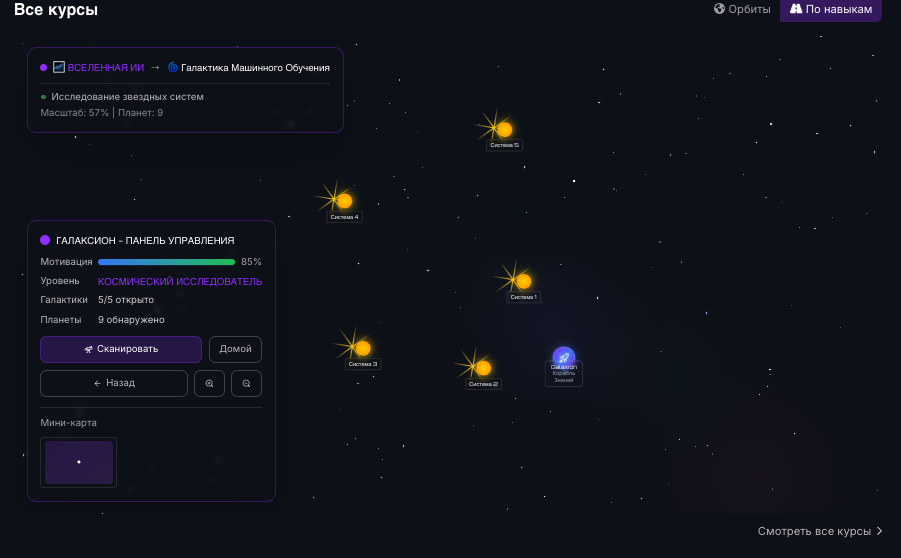 Все курсы
Орбиты
По навыкам
ВСЕЛЕННАЯ ИИ → Галактика Машинного Обучения
Исследование звездных систем
Масштаб: 57% | Планет: 9
Система 5
Система 4
Система 1
Система 3
Система 2
Galaxion
Корабль
Знаний
ГАЛАКСИОН - ПАНЕЛЬ УПРАВЛЕНИЯ
Мотивация 85%
Уровень КОСМИЧЕСКИЙ ИССЛЕДОВАТЕЛЬ
Галактики 5/5 открыто
Планеты 9 обнаружено
Сканировать
Домой
← Назад
Мини-карта
Смотреть все курсы